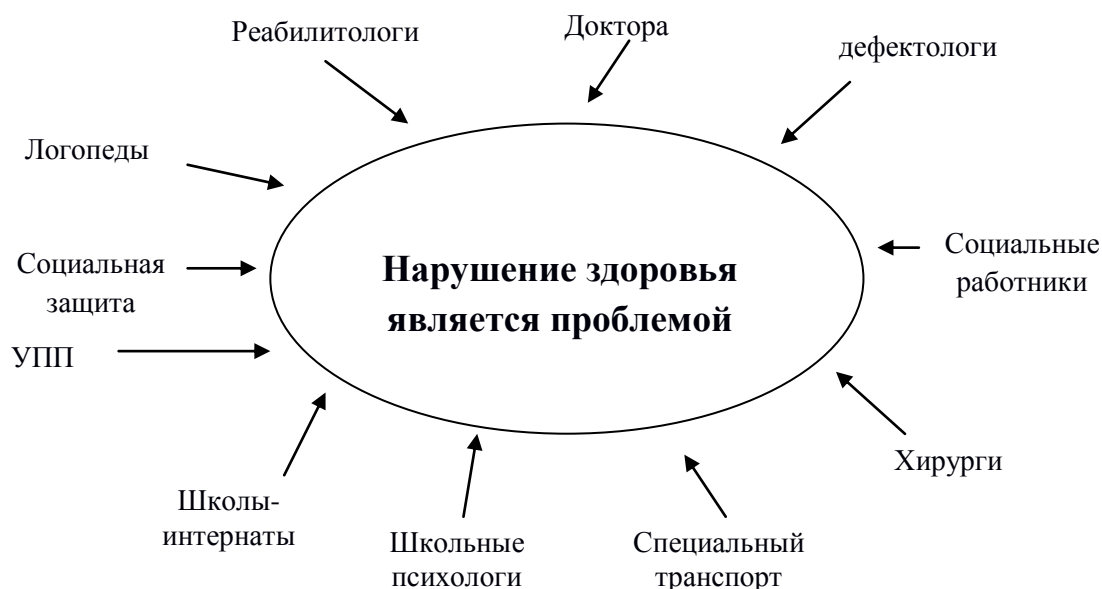 Реабилитологи
Доктора
дефектологи
Логопеды
Социальная
защита
Нарушение здоровья
является проблемой
Социальные
работники
УПП
Хирурги
Школы-
интернаты
Школьные
психологи
Специальный
транспорт